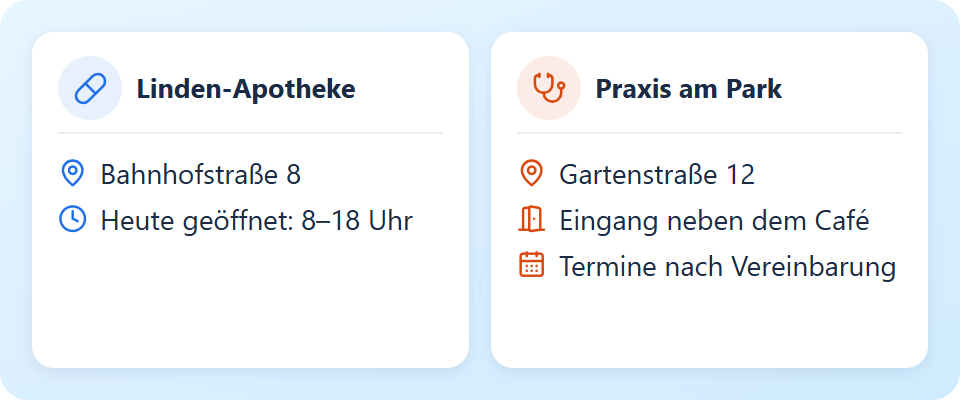 Linden-Apotheke
Bahnhofstraße 8
Heute geöffnet: 8–18 Uhr
Praxis am Park
Gartenstraße 12
Eingang neben dem Café
Termine nach Vereinbarung